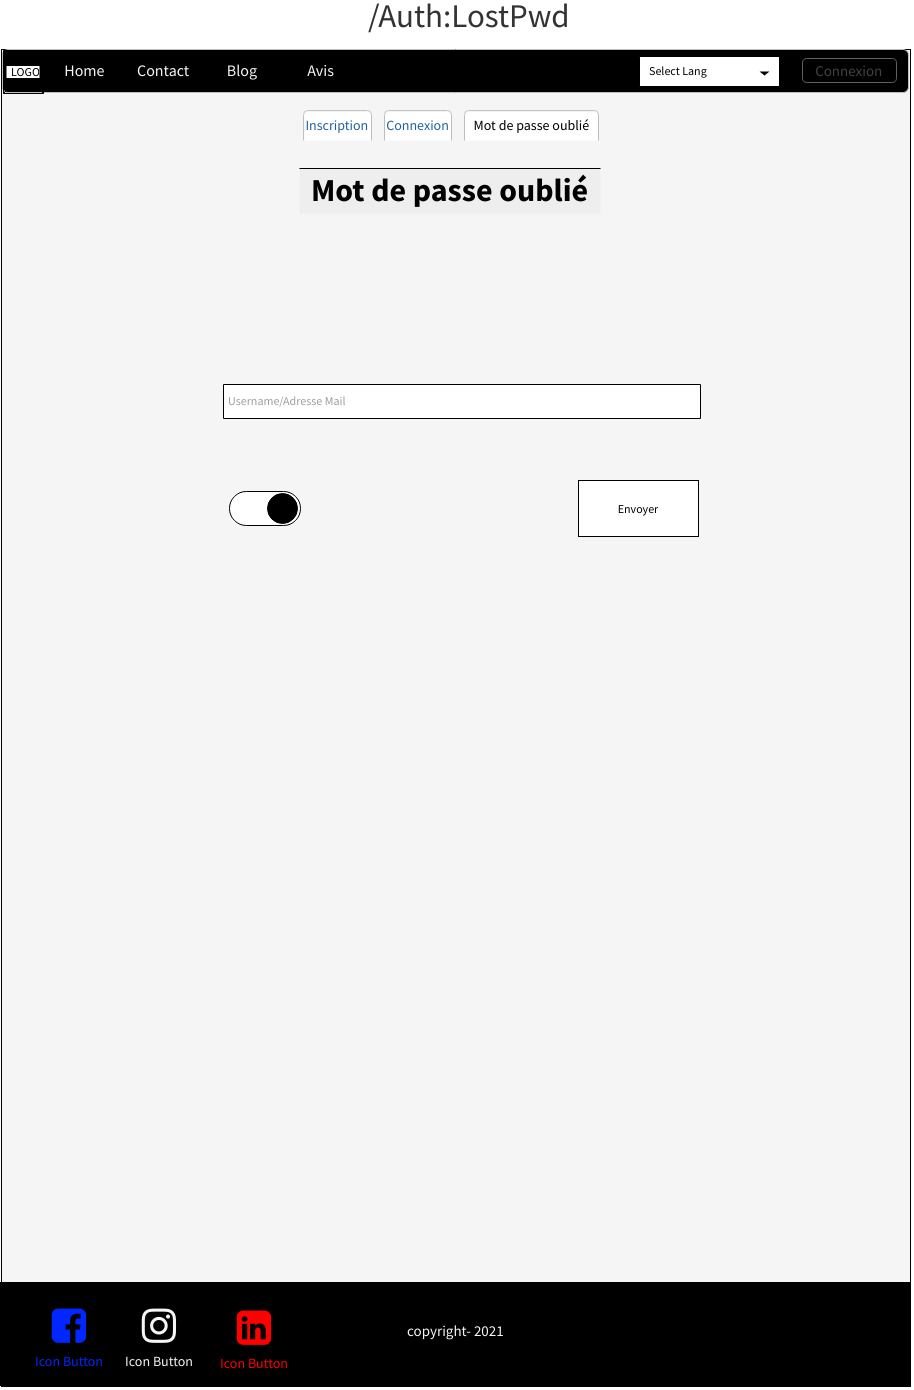 /Auth:LostPwd
LOGO Home Contact Blog Avis Select Lang Connexion
Inscription Connexion Mot de passe oublié
Mot de passe oublié
Username/Adresse Mail
Envoyer
copyright- 2021
Icon Button Icon Button Icon Button